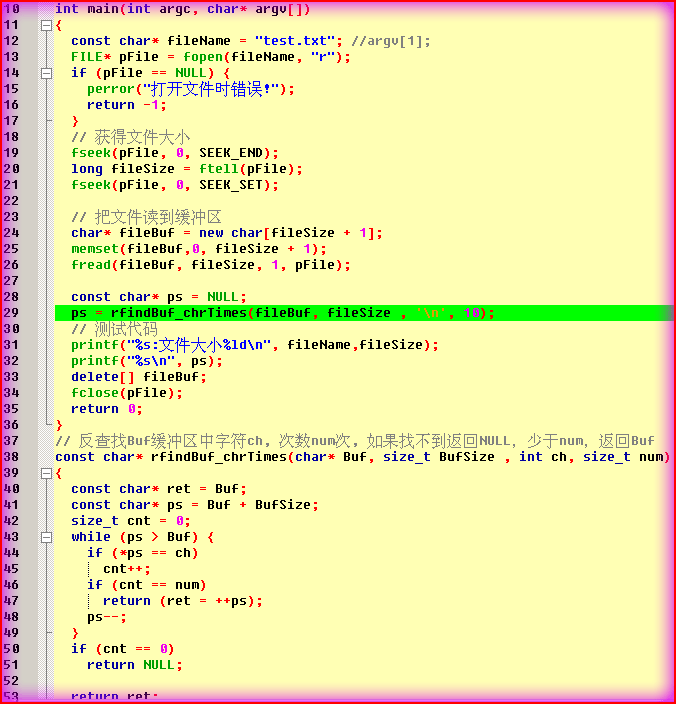 10 int main(int argc, char* argv[])
11 {
12     const char* fileName = "test.txt"; //argv[1];
13     FILE* pFile = fopen(fileName, "r");
14     if (pFile == NULL) {
15         perror("打开文件时错误!");
16         return -1;
17     }
18     // 获得文件大小
19     fseek(pFile, 0, SEEK_END);
20     long fileSize = ftell(pFile);
21     fseek(pFile, 0, SEEK_SET);
22
23     // 把文件读到缓冲区
24     char* fileBuf = new char[fileSize + 1];
25     memset(fileBuf,0, fileSize + 1);
26     fread(fileBuf, fileSize, 1, pFile);
27
28     const char* ps = NULL;
29     ps = rfindBuf_chrTimes(fileBuf, fileSize , '\n', 10);
30     // 测试代码
31     printf("%s:文件大小%ld\n", fileName,fileSize);
32     printf("%s\n", ps);
33     delete[] fileBuf;
34     fclose(pFile);
35     return 0;
36 }
37 // 反查找Buf缓冲区中字符ch, 次数num次, 如果找不到返回NULL, 少于num, 返回Buf
38 const char* rfindBuf_chrTimes(char* Buf, size_t BufSize , int ch, size_t num)
39 {
40     const char* ret = Buf;
41     const char* ps = Buf + BufSize;
42     size_t cnt = 0;
43     while (ps > Buf) {
44         if (*ps == ch)
45             cnt++;
46         if (cnt == num)
47             return (ret = ++ps);
48         ps--;
49     }
50     if (cnt == 0)
51         return NULL;
52
53     return ret;